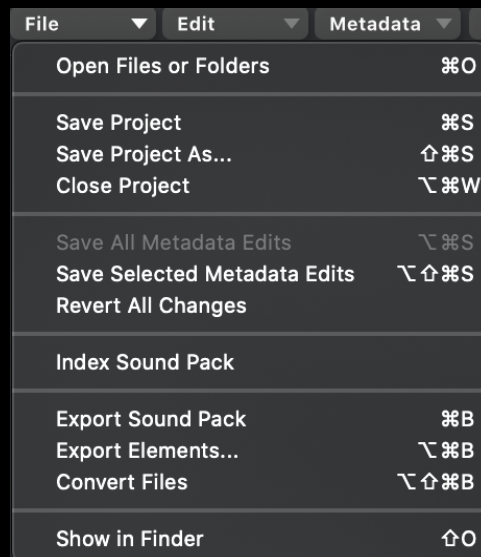 File Edit Metadata
Open Files or Folders ⌘O
Save Project ⌘S
Save Project As... ⇧⌘S
Close Project ⌥⌘W
Save All Metadata Edits ⌥⌘S
Save Selected Metadata Edits ⌥⇧⌘S
Revert All Changes
Index Sound Pack
Export Sound Pack ⌘B
Export Elements... ⌥⌘B
Convert Files ⌥⇧⌘B
Show in Finder ⇧O